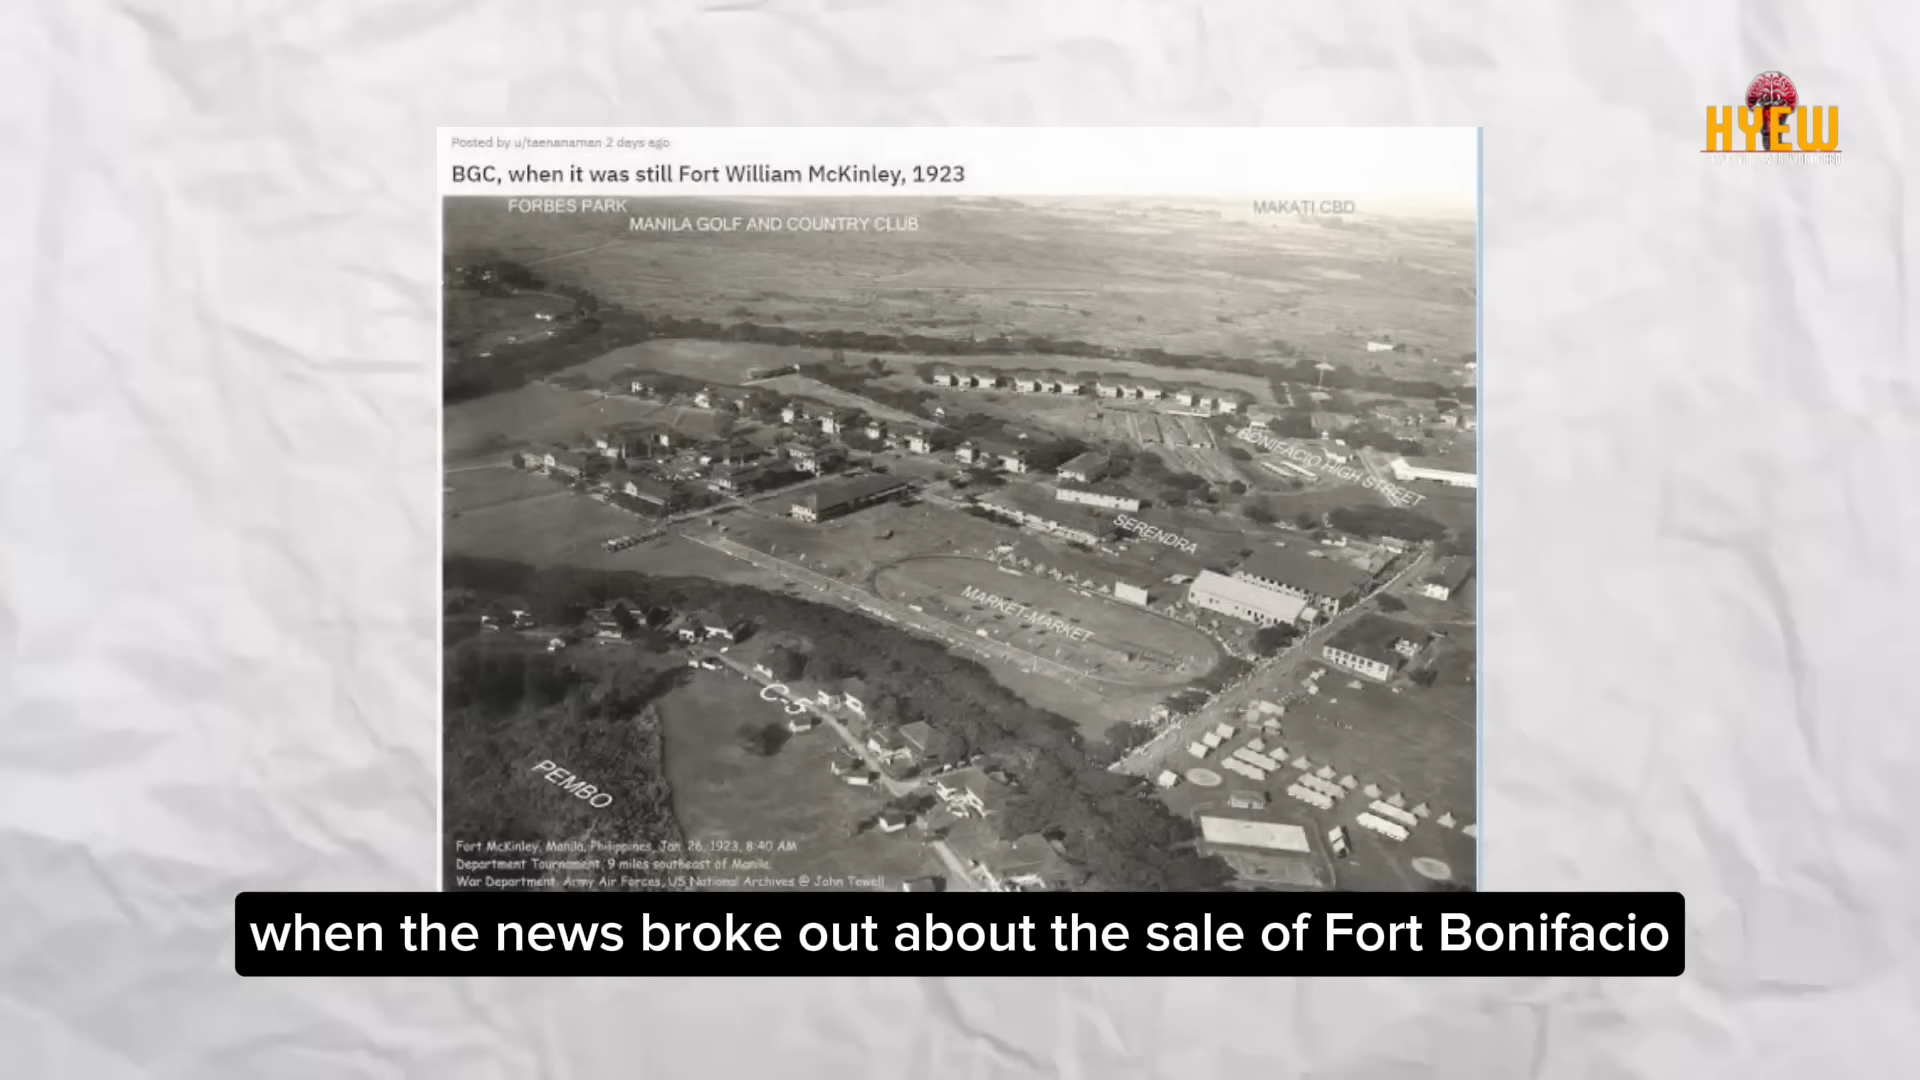 HYEW
Posted by u/taenanaman 2 days ago
BGC, when it was still Fort William McKinley, 1923
FORBES PARK
MANILA GOLF AND COUNTRY CLUB
MAKATI CBD
BONIFACIO HIGH STREET
SERENDRA
MARKET-MARKET
C-5
PEMBO
Fort McKinley, Manila, Philippines, Jan. 26, 1923, 8:40 AM
Department Tournament, 9 miles southeast of Manila.
War Department, Army Air Forces, US National Archives @ John Tewell
when the news broke out about the sale of Fort Bonifacio